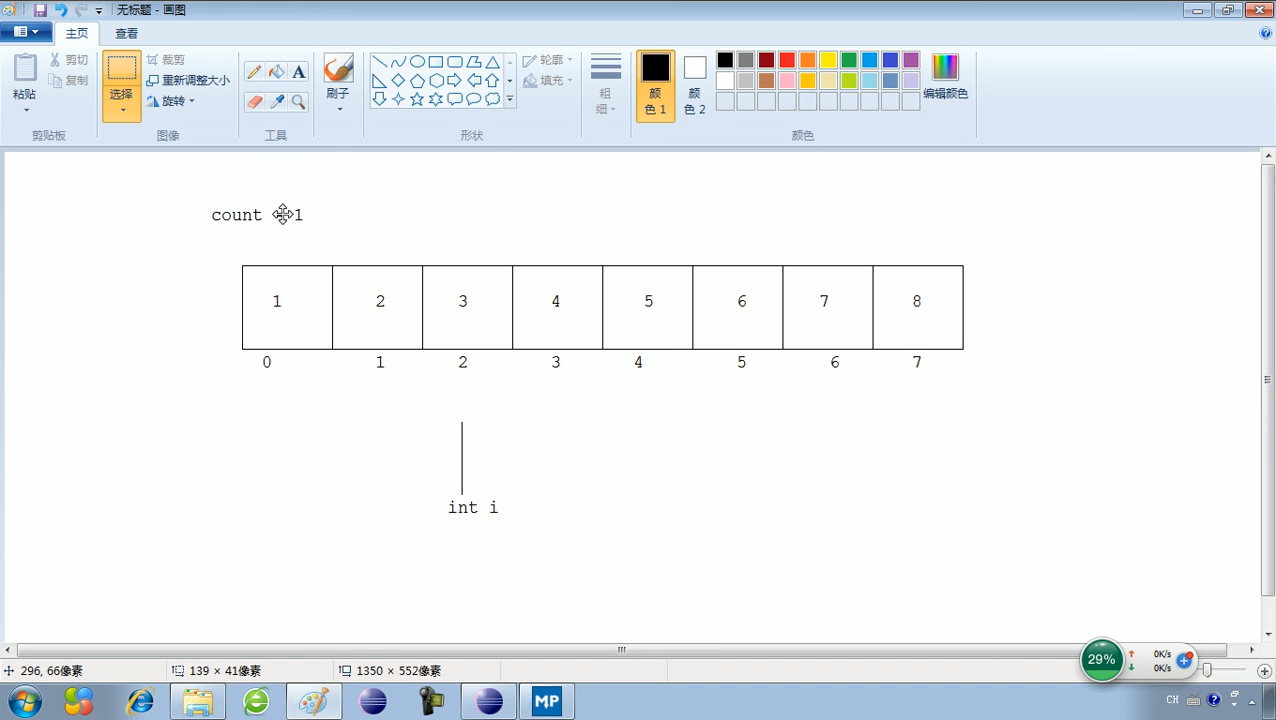 无标题 - 画图
主页 查看
剪切
复制
粘贴
剪贴板
裁剪
重新调整大小
旋转
选择
图像
A
工具
刷子
轮廓
填充
形状
粗细
颜色 1
颜色 2
编辑颜色
颜色
count 1
1 2 3 4 5 6 7 8
0 1 2 3 4 5 6 7
int i
296, 66像素 139 × 41像素 1350 × 552像素
29% 0K/s
0K/s
MP CH